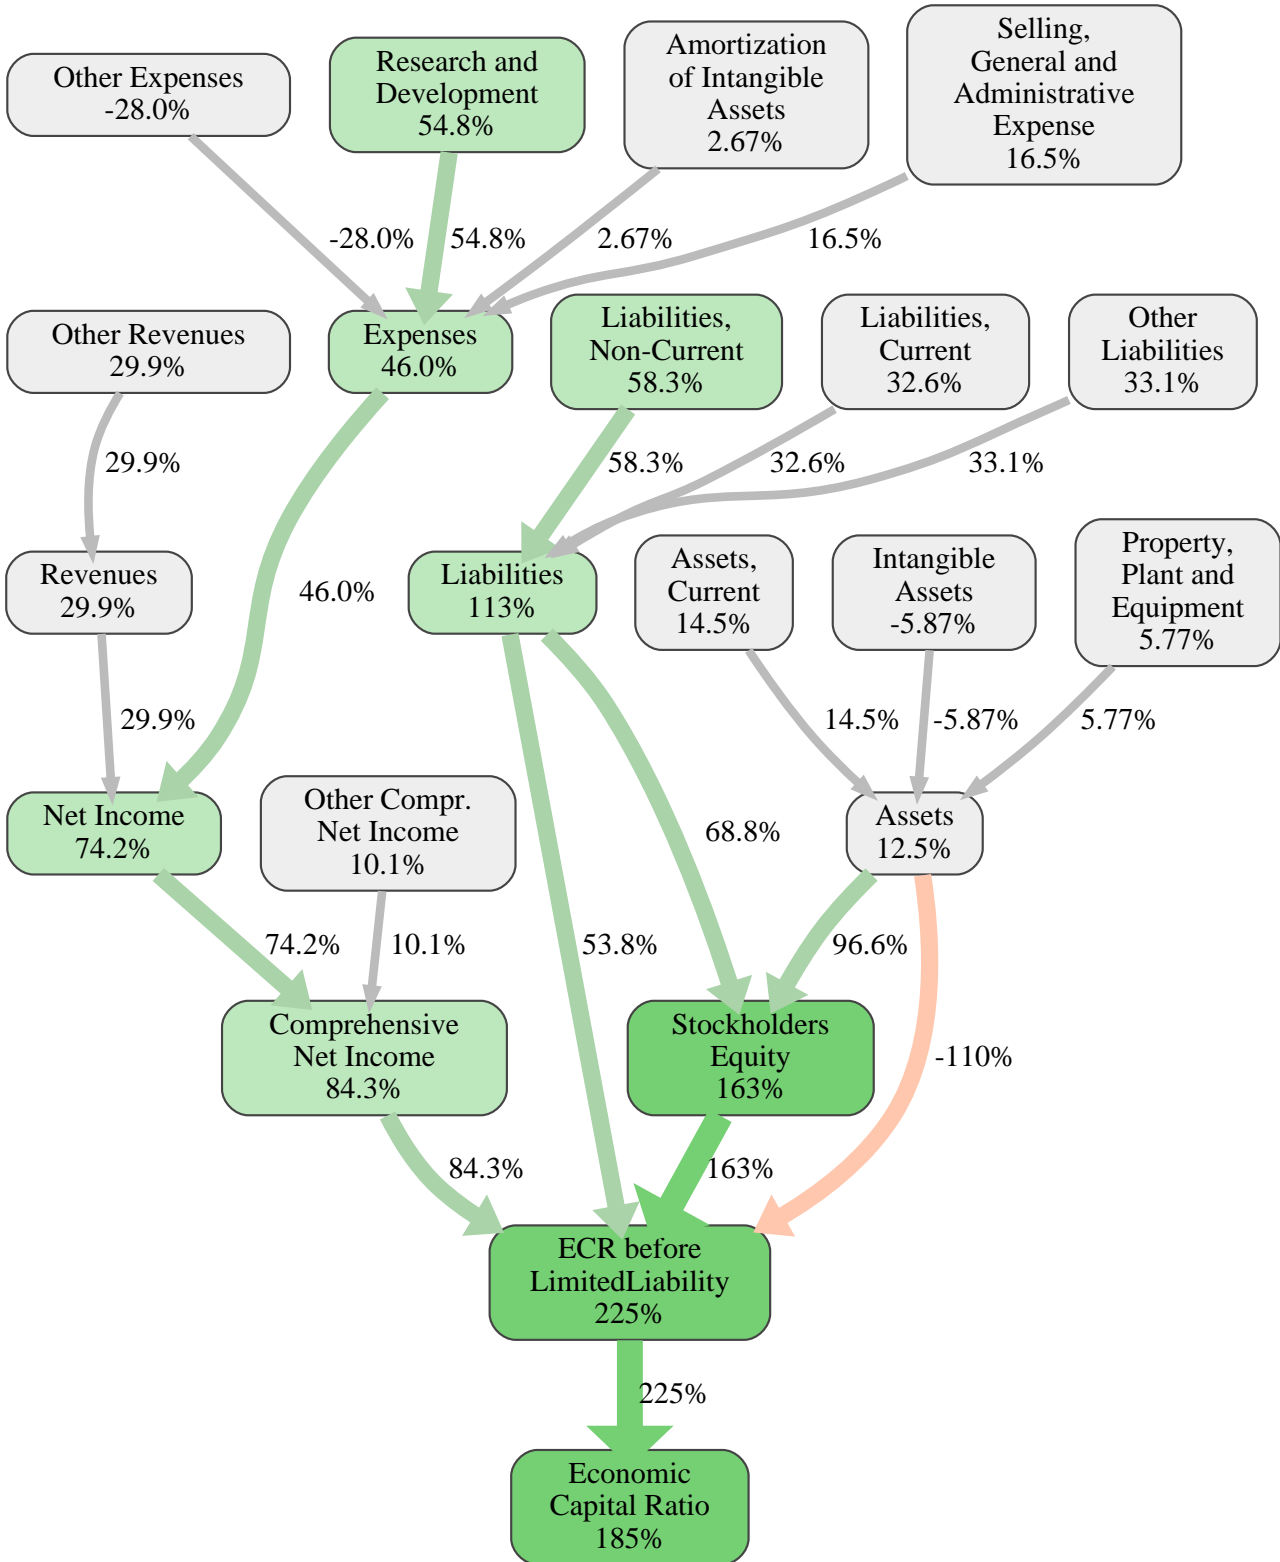 Other Expenses
-28.0%
Research and
Development
54.8%
Amortization
of Intangible
Assets
2.67%
Selling,
General and
Administrative
Expense
16.5%
-28.0%
54.8%
2.67%
16.5%
Other Revenues
29.9%
Expenses
46.0%
Liabilities,
Non-Current
58.3%
Liabilities,
Current
32.6%
Other
Liabilities
33.1%
29.9%
58.3%
32.6%
33.1%
Revenues
29.9%
46.0%
Liabilities
113%
Assets,
Current
14.5%
Intangible
Assets
-5.87%
Property,
Plant and
Equipment
5.77%
29.9%
14.5%
-5.87%
5.77%
Net Income
74.2%
Other Compr.
Net Income
10.1%
68.8%
Assets
12.5%
74.2%
10.1%
53.8%
96.6%
Comprehensive
Net Income
84.3%
Stockholders
Equity
163%
-110%
84.3%
163%
ECR before
LimitedLiability
225%
225%
Economic
Capital Ratio
185%